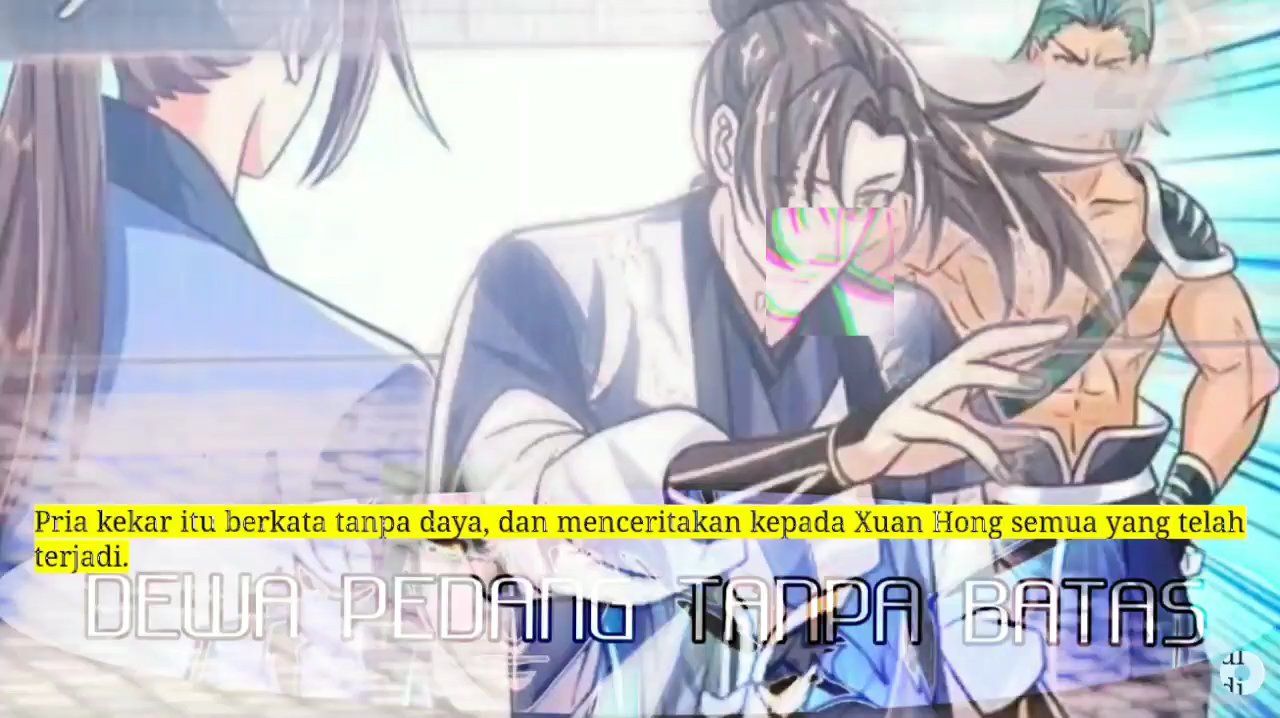 Pria kekar itu berkata tanpa daya, dan menceritakan kepada Xuan Hong semua yang telah
terjadi.
DEWA PEDANG TANPA BATAS
di